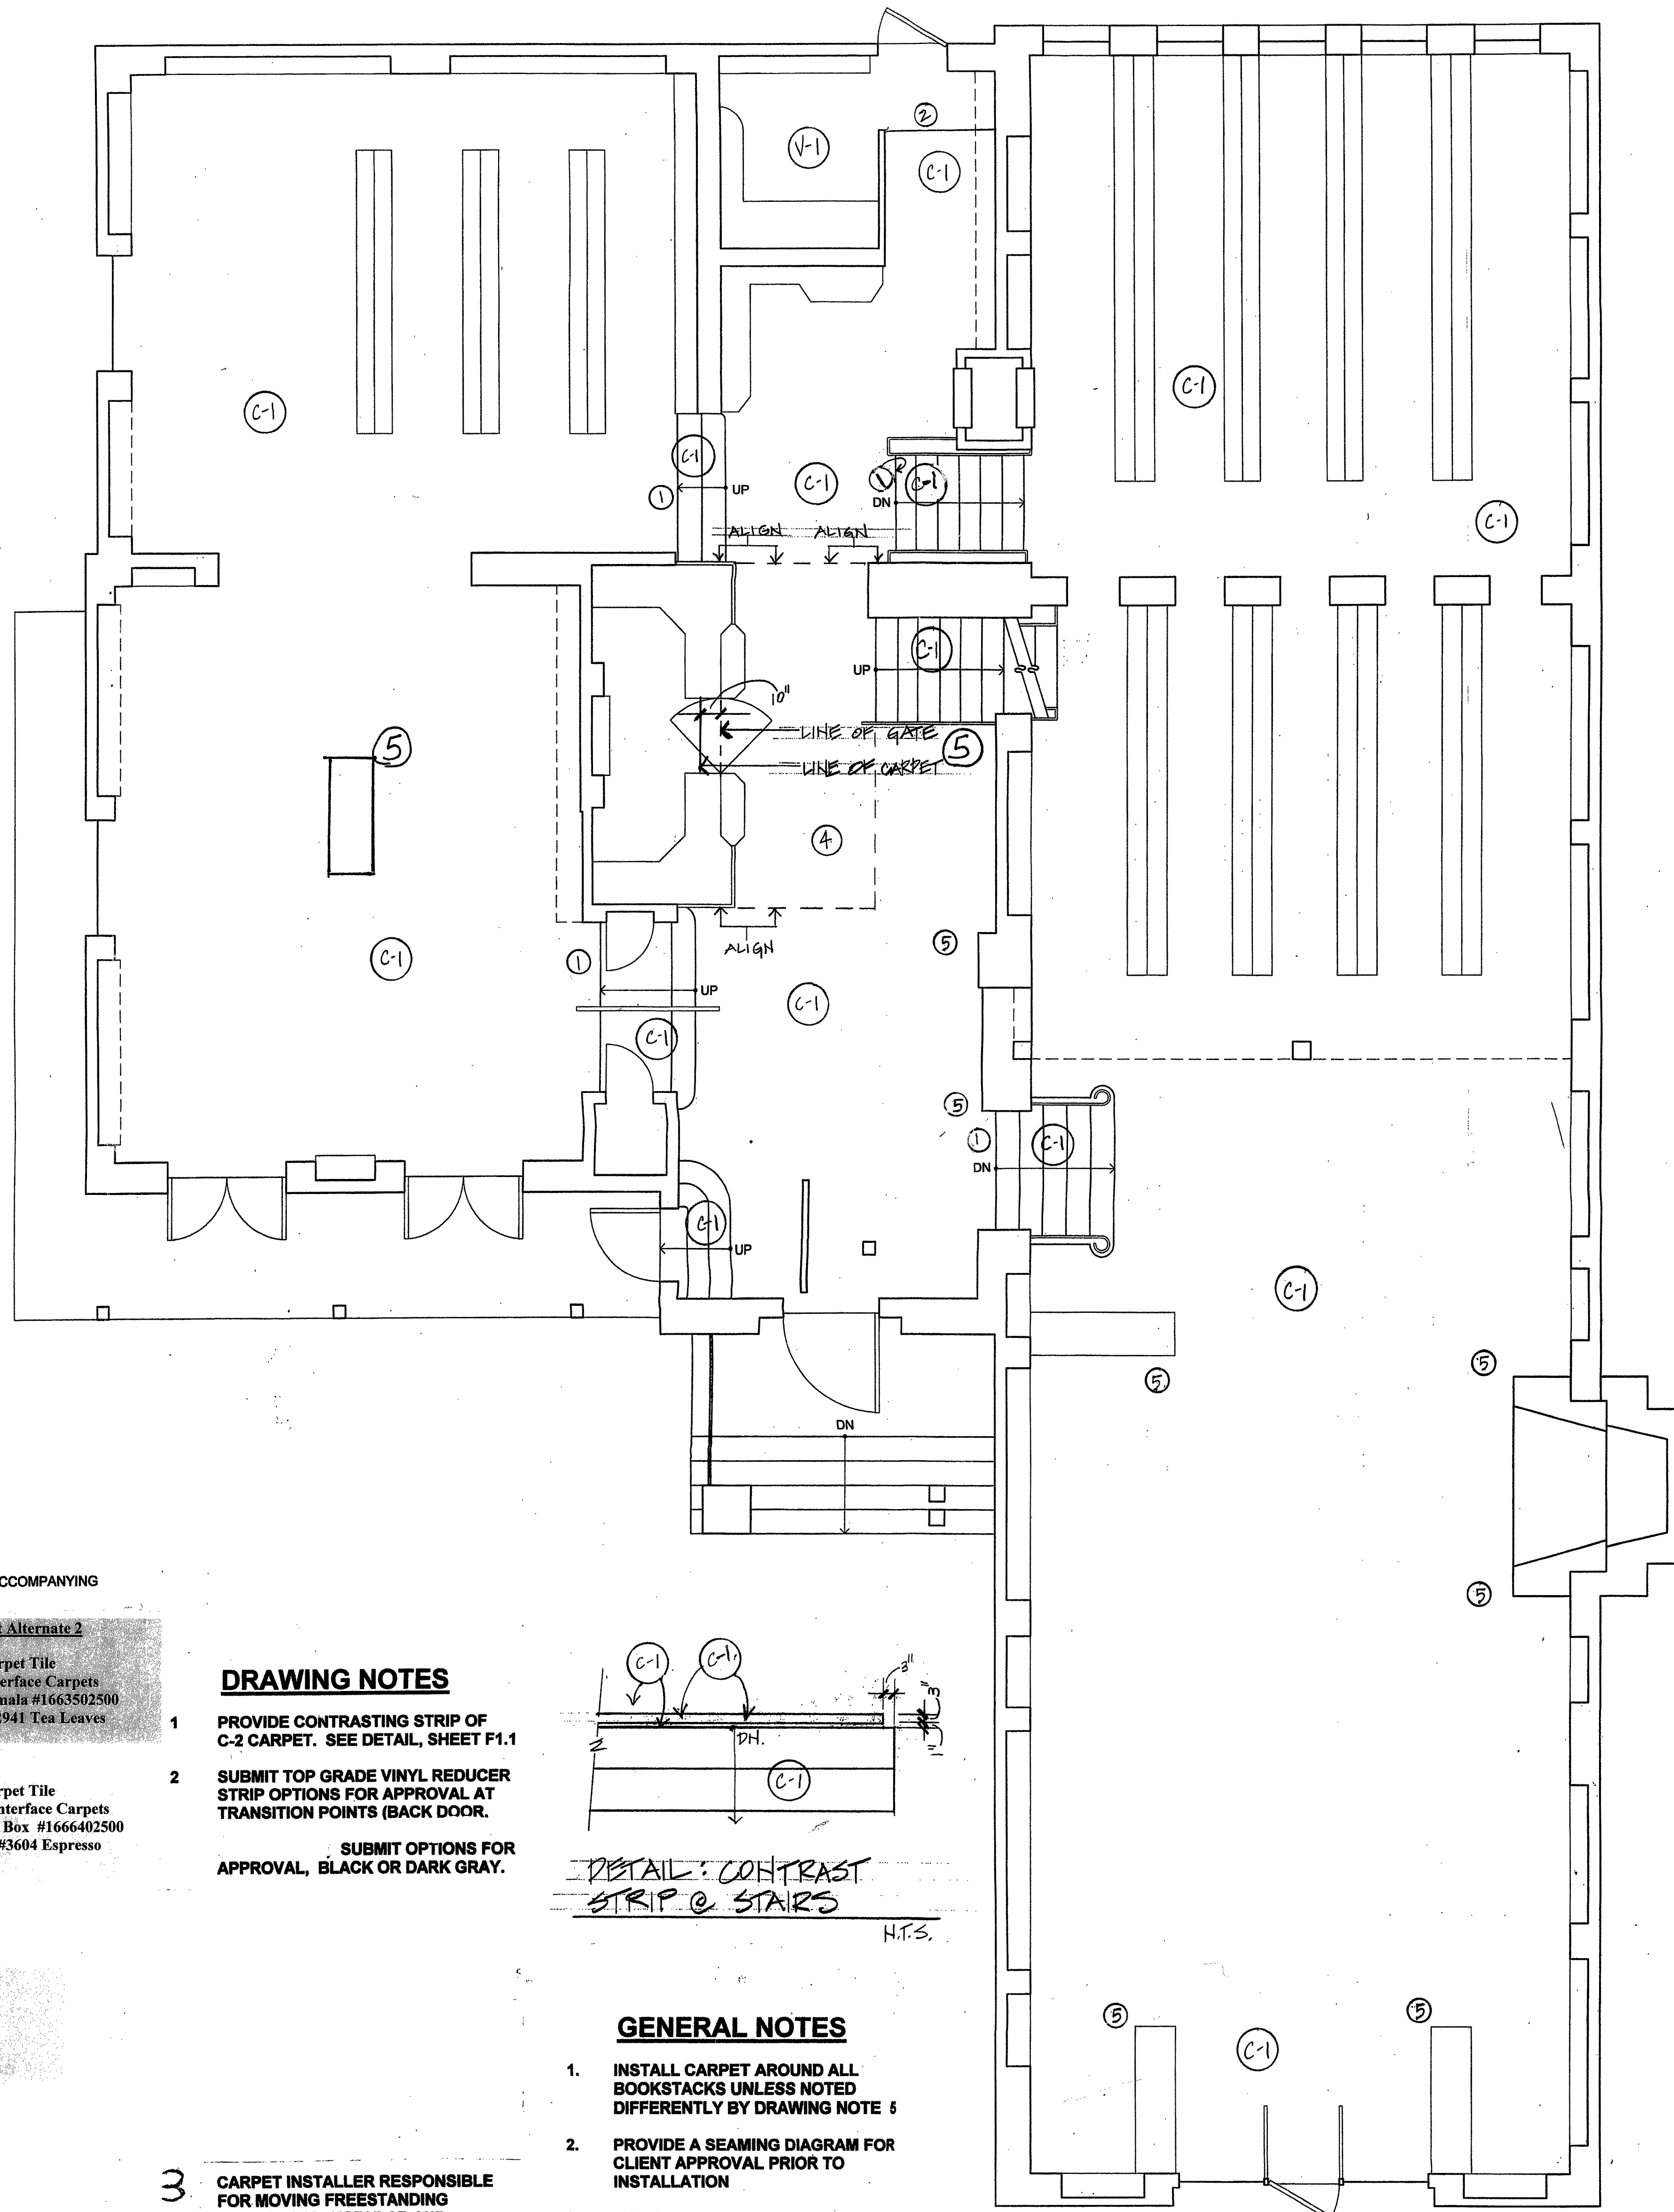 2
V-1
C-1
C-1
C-1
C-1
C-1
1
C-1
1
UP
DN
C-1
ALIGN
ALIGN
C-1
UP
10"
LINE OF GATE
5
5
LINE OF CARPET
4
5
ALIGN
C-1
1
UP
C-1
C-1
5
1
C-1
DN
C-1
UP
C-1
5
5
DN
5
CCOMPANYING
t Alternate 2
rpet Tile
erface Carpets
mala #1663502500
2941 Tea Leaves
rpet Tile
nterface Carpets
Box #1666402500
#3604 Espresso
DRAWING NOTES
1 PROVIDE CONTRASTING STRIP OF
C-2 CARPET. SEE DETAIL, SHEET F1.1
2 SUBMIT TOP GRADE VINYL REDUCER
STRIP OPTIONS FOR APPROVAL AT
TRANSITION POINTS (BACK DOOR.
SUBMIT OPTIONS FOR
APPROVAL, BLACK OR DARK GRAY.
3 CARPET INSTALLER RESPONSIBLE
FOR MOVING FREESTANDING
C-1
C-1
3"
3"
1"
DN.
C-1
DETAIL: CONTRAST
STRIP @ STAIRS
N.T.S.
GENERAL NOTES
1. INSTALL CARPET AROUND ALL
BOOKSTACKS UNLESS NOTED
DIFFERENTLY BY DRAWING NOTE 5
2. PROVIDE A SEAMING DIAGRAM FOR
CLIENT APPROVAL PRIOR TO
INSTALLATION
5
5
C-1